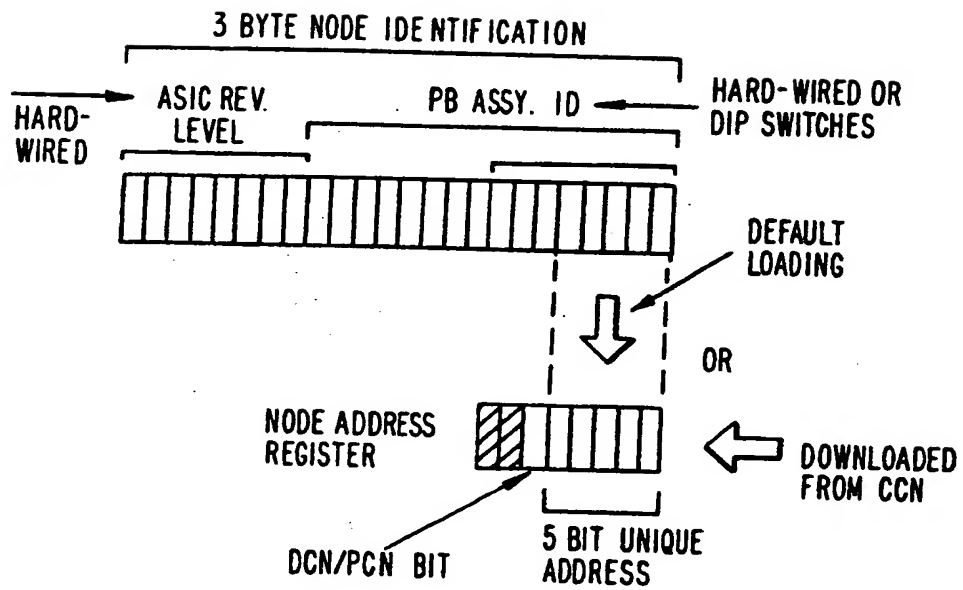 3 BYTE NODE IDENTIFICATION
HARD-
WIRED
ASIC REV.
LEVEL
PB ASSY. ID
HARD-WIRED OR
DIP SWITCHES
DEFAULT
LOADING
OR
NODE ADDRESS
REGISTER
DOWNLOADED
FROM CCN
DCN/PCN BIT
5 BIT UNIQUE
ADDRESS